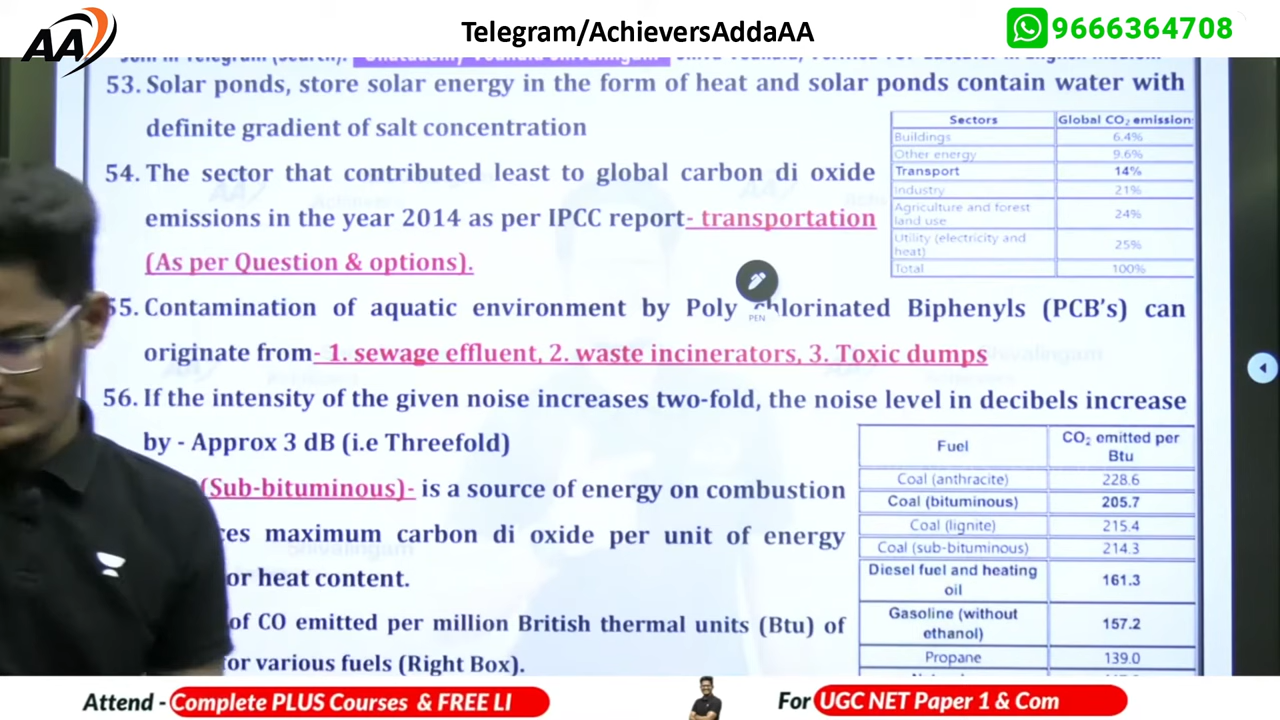 AA
Telegram/AchieversAddaAA
9666364708
53. Solar ponds, store solar energy in the form of heat and solar ponds contain water with
definite gradient of salt concentration
54. The sector that contributed least to global carbon di oxide
emissions in the year 2014 as per IPCC report- transportation
(As per Question & options).
Sectors Global CO₂ emission
Buildings 6.4%
Other energy 9.6%
Transport 14%
Industry 21%
Agriculture and forest
land use 24%
Utility (electricity and
heat) 25%
Total 100%
PEN
55. Contamination of aquatic environment by Poly chlorinated Biphenyls (PCB's) can
originate from- 1. sewage effluent, 2. waste incinerators, 3. Toxic dumps
56. If the intensity of the given noise increases two-fold, the noise level in decibels increase
by - Approx 3 dB (i.e Threefold)
(Sub-bituminous)- is a source of energy on combustion
maximum carbon di oxide per unit of energy
or heat content.
of CO emitted per million British thermal units (Btu) of
various fuels (Right Box).
Fuel CO₂ emitted per
Btu
Coal (anthracite) 228.6
Coal (bituminous) 205.7
Coal (lignite) 215.4
Coal (sub-bituminous) 214.3
Diesel fuel and heating
oil 161.3
Gasoline (without
ethanol) 157.2
Propane 139.0
Attend - Complete PLUS Courses & FREE LI
For UGC NET Paper 1 & Com